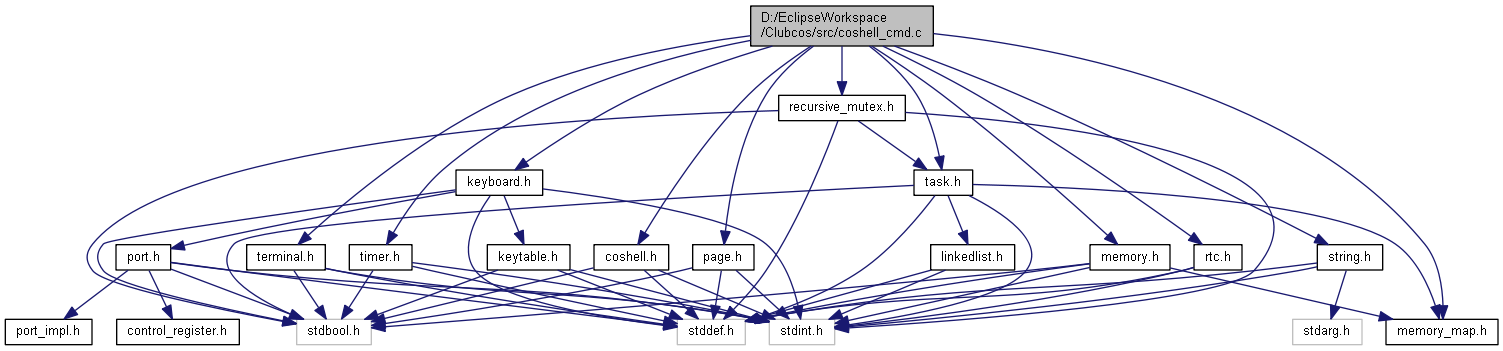 D:/EclipseWorkspace
/Clubcos/src/coshell_cmd.c
recursive_mutex.h
keyboard.h
task.h
port.h
terminal.h
timer.h
keytable.h
coshell.h
page.h
linkedlist.h
memory.h
rtc.h
string.h
port_impl.h
control_register.h
stdbool.h
stddef.h
stdint.h
stdarg.h
memory_map.h